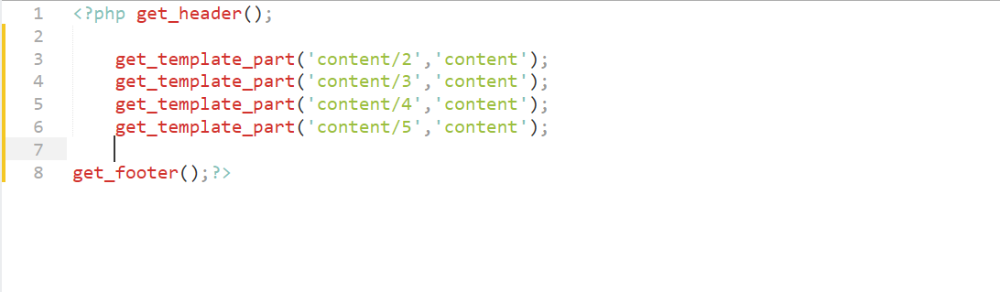 1 <?php get_header();
2
3 get_template_part('content/2','content');
4 get_template_part('content/3','content');
5 get_template_part('content/4','content');
6 get_template_part('content/5','content');
7
8 get_footer();?>